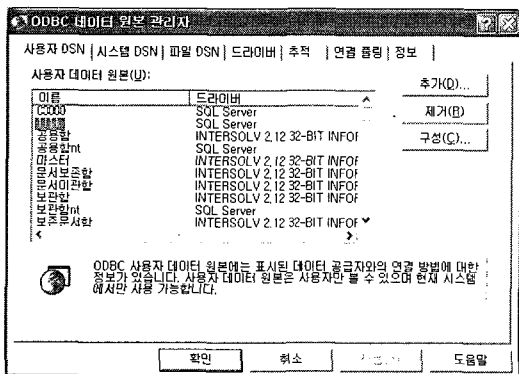 ODBC 데이터 원본 관리자
사용자 DSN | 시스템 DSN | 파일 DSN | 드라이버 | 추적 | 연결 풀링 | 정보 |
사용자 데이터 원본(U):
추가(D)...
이름 드라이버
SQL Server
제거(R)
SQL Server
공용함 INTERSOLV 2.12 32-BIT INFOF
구성(C)...
공용함nt SQL Server
마스터 INTERSOLV 2.12 32-BIT INFOF
문서보존함 INTERSOLV 2.12 32-BIT INFOF
문서미관함 INTERSOLV 2.12 32-BIT INFOF
보관함 INTERSOLV 2.12 32-BIT INFOF
보관함nt SQL Server
보존문서함 INTERSOLV 2.12 32-BIT INFOF
ODBC 사용자 데이터 원본에는 표시된 데이터 공급자와의 연결 방법에 대한
정보가 있습니다. 사용자 데이터 원본은 사용자만 볼 수 있으며 현재 시스템
에서만 사용 가능합니다.
확인 취소 도움말